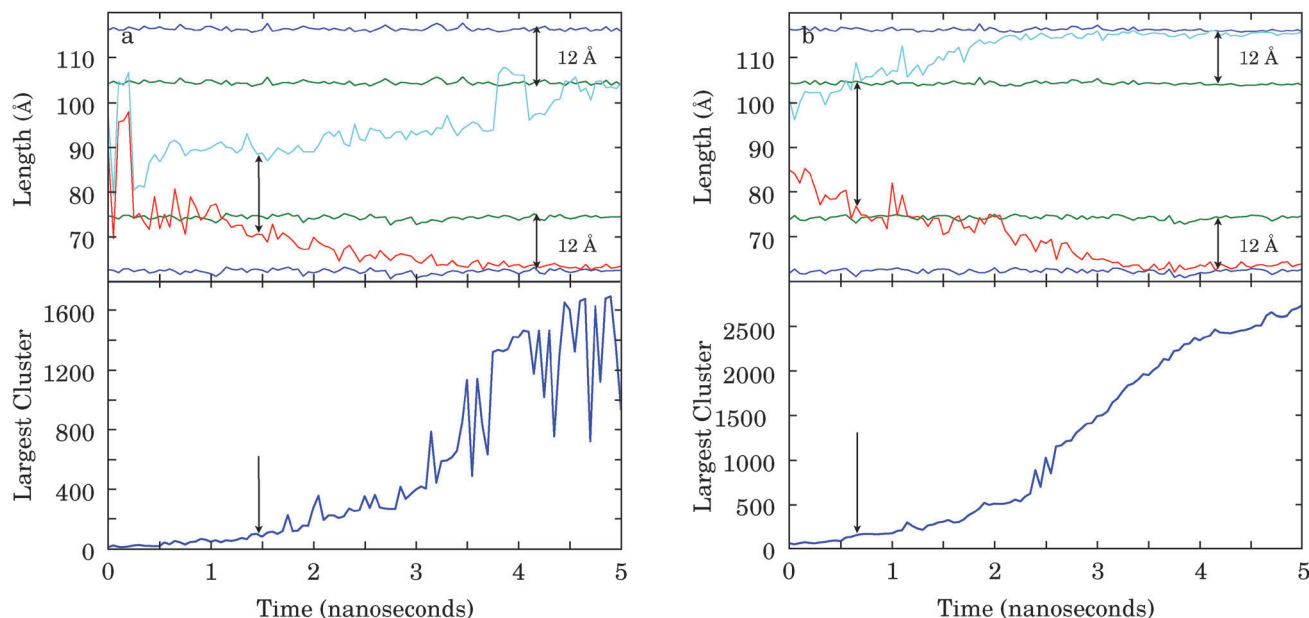 a
110
100
90
80
70
Length (Å)
12 Å
12 Å
1600
1200
800
400
0
Largest Cluster
0 1 2 3 4 5
Time (nanoseconds)
b
110
100
90
80
70
Length (Å)
12 Å
12 Å
2500
2000
1500
1000
500
0
Largest Cluster
0 1 2 3 4 5
Time (nanoseconds)